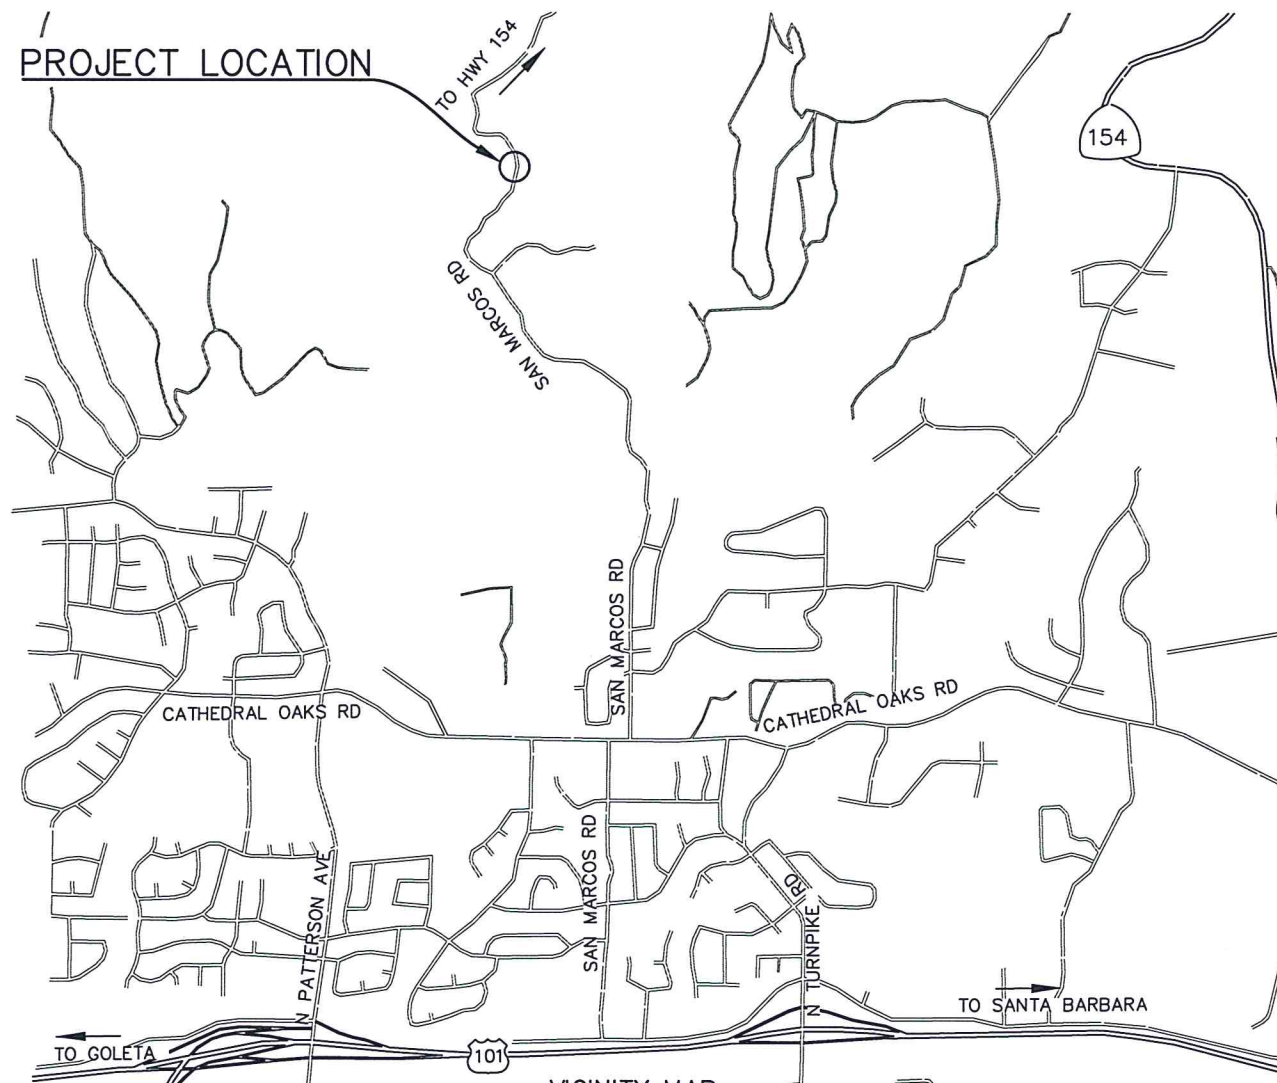 PROJECT LOCATION
TO HWY 154
154
SAN MARCOS RD
SAN MARCOS RD
CATHEDRAL OAKS RD
CATHEDRAL OAKS RD
SAN MARCOS RD
N PATTERSON AVE
N TURNPIKE RD
TO SANTA BARBARA
TO GOLETA
101
VICINITY MAP